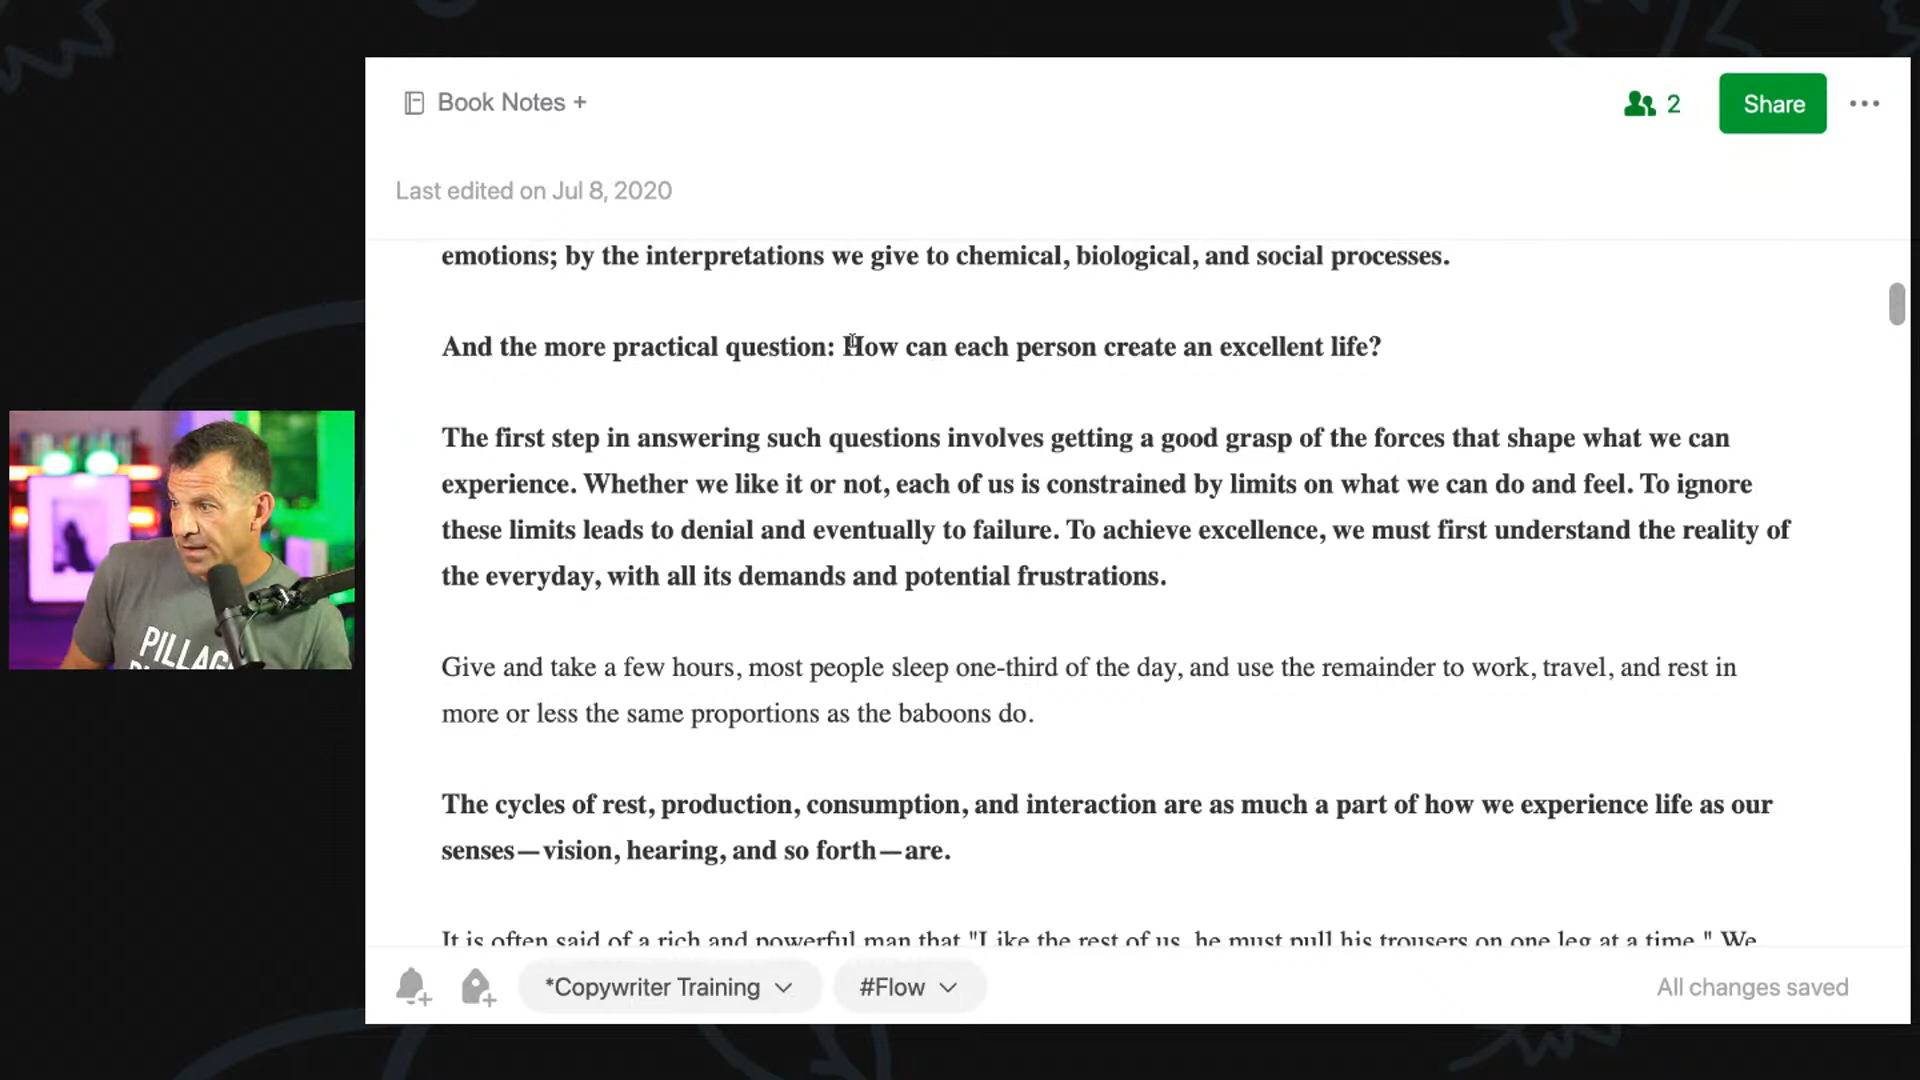 Book Notes +
2
Share
Last edited on Jul 8, 2020
emotions; by the interpretations we give to chemical, biological, and social processes.
And the more practical question: How can each person create an excellent life?
The first step in answering such questions involves getting a good grasp of the forces that shape what we can
experience. Whether we like it or not, each of us is constrained by limits on what we can do and feel. To ignore
these limits leads to denial and eventually to failure. To achieve excellence, we must first understand the reality of
the everyday, with all its demands and potential frustrations.
Give and take a few hours, most people sleep one-third of the day, and use the remainder to work, travel, and rest in
more or less the same proportions as the baboons do.
The cycles of rest, production, consumption, and interaction are as much a part of how we experience life as our
senses—vision, hearing, and so forth—are.
It is often said of a rich and powerful man that "Like the rest of us, he must pull his trousers on one leg at a time." We
*Copywriter Training
#Flow
All changes saved